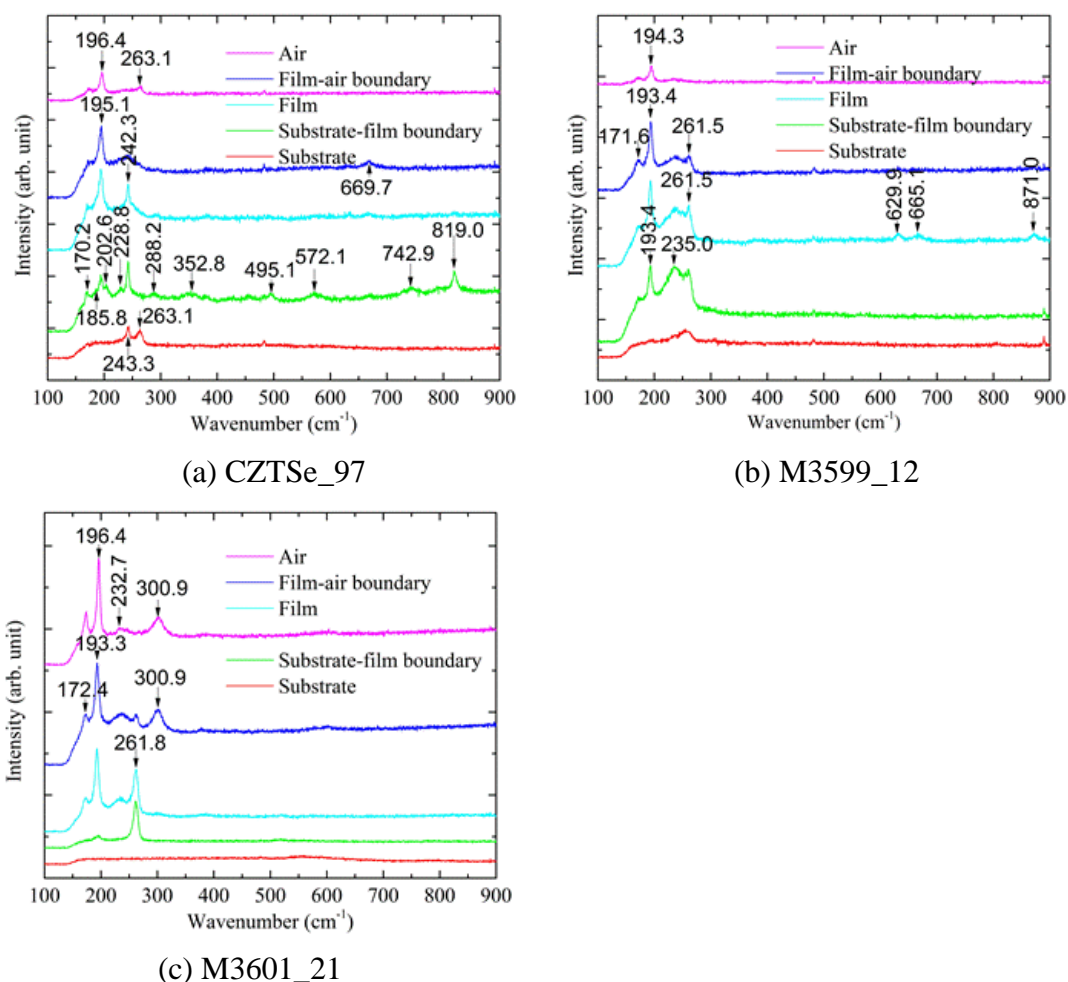 196.4
263.1
195.1
242.3
669.7
170.2
202.6
228.8
288.2
352.8
495.1
572.1
742.9
819.0
185.8
263.1
243.3
Air
Film-air boundary
Film
Substrate-film boundary
Substrate
Intensity (arb. unit)
100 200 300 400 500 600 700 800 900
Wavenumber (cm-1)
(a) CZTSe_97
194.3
193.4
171.6
261.5
261.5
193.4
235.0
629.9
665.1
871.0
Air
Film-air boundary
Film
Substrate-film boundary
Substrate
Intensity (arb. unit)
100 200 300 400 500 600 700 800 900
Wavenumber (cm-1)
(b) M3599_12
196.4
232.7
300.9
193.3
172.4
300.9
261.8
Air
Film-air boundary
Film
Substrate-film boundary
Substrate
Intensity (arb. unit)
100 200 300 400 500 600 700 800 900
Wavenumber (cm-1)
(c) M3601_21